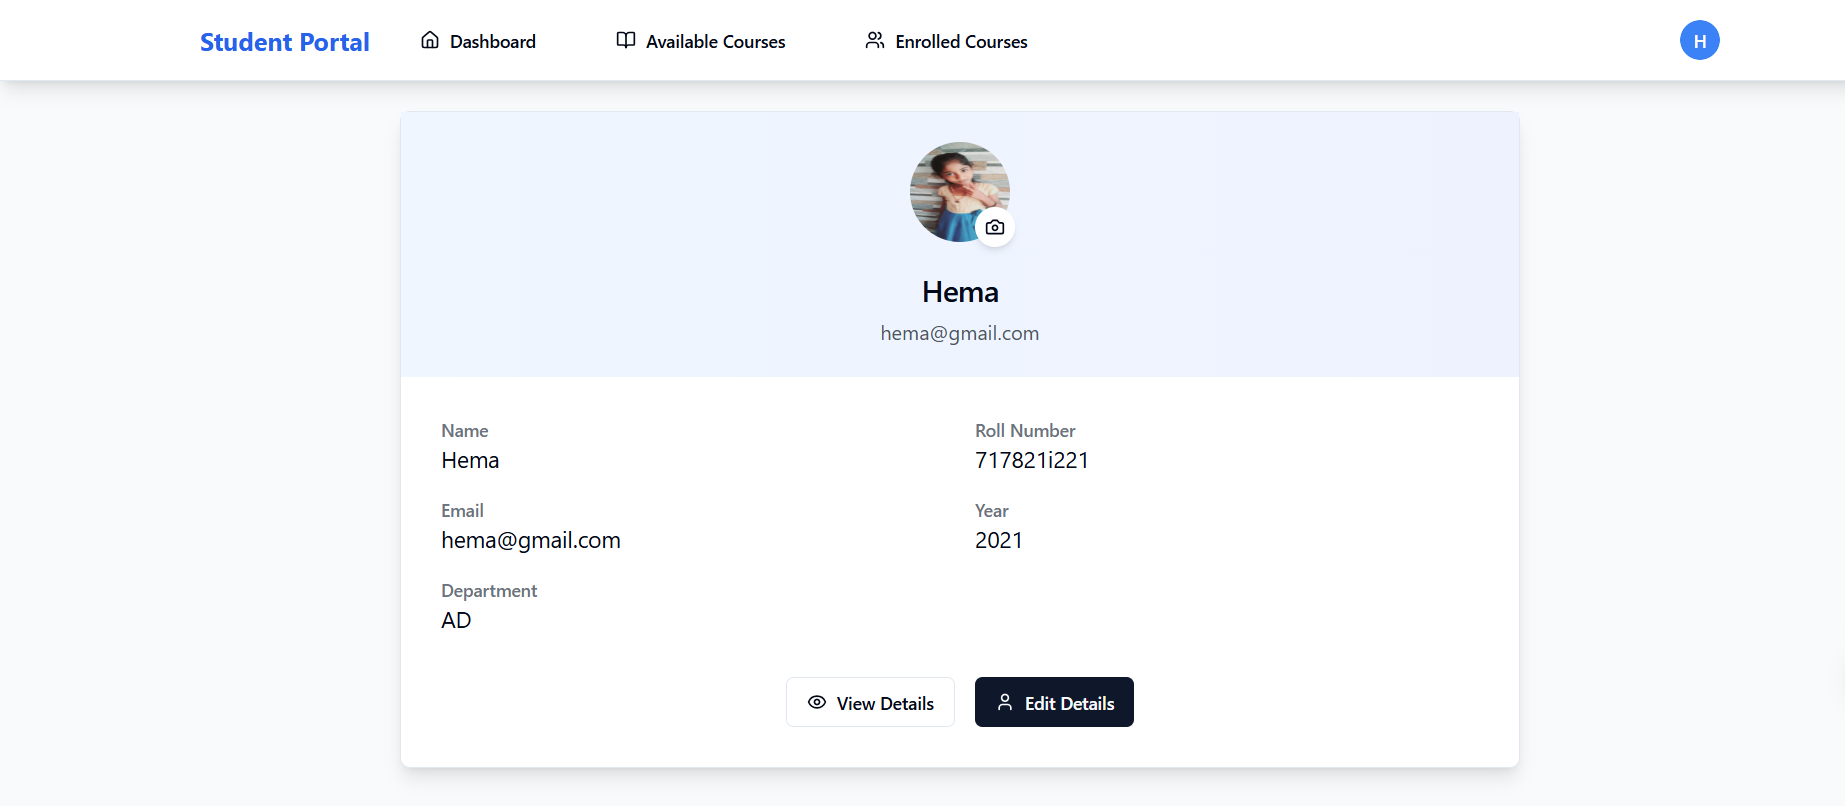 Student Portal
Dashboard
Available Courses
Enrolled Courses
H
Hema
hema@gmail.com
Name
Hema
Roll Number
717821i221
Email
hema@gmail.com
Year
2021
Department
AD
View Details
Edit Details